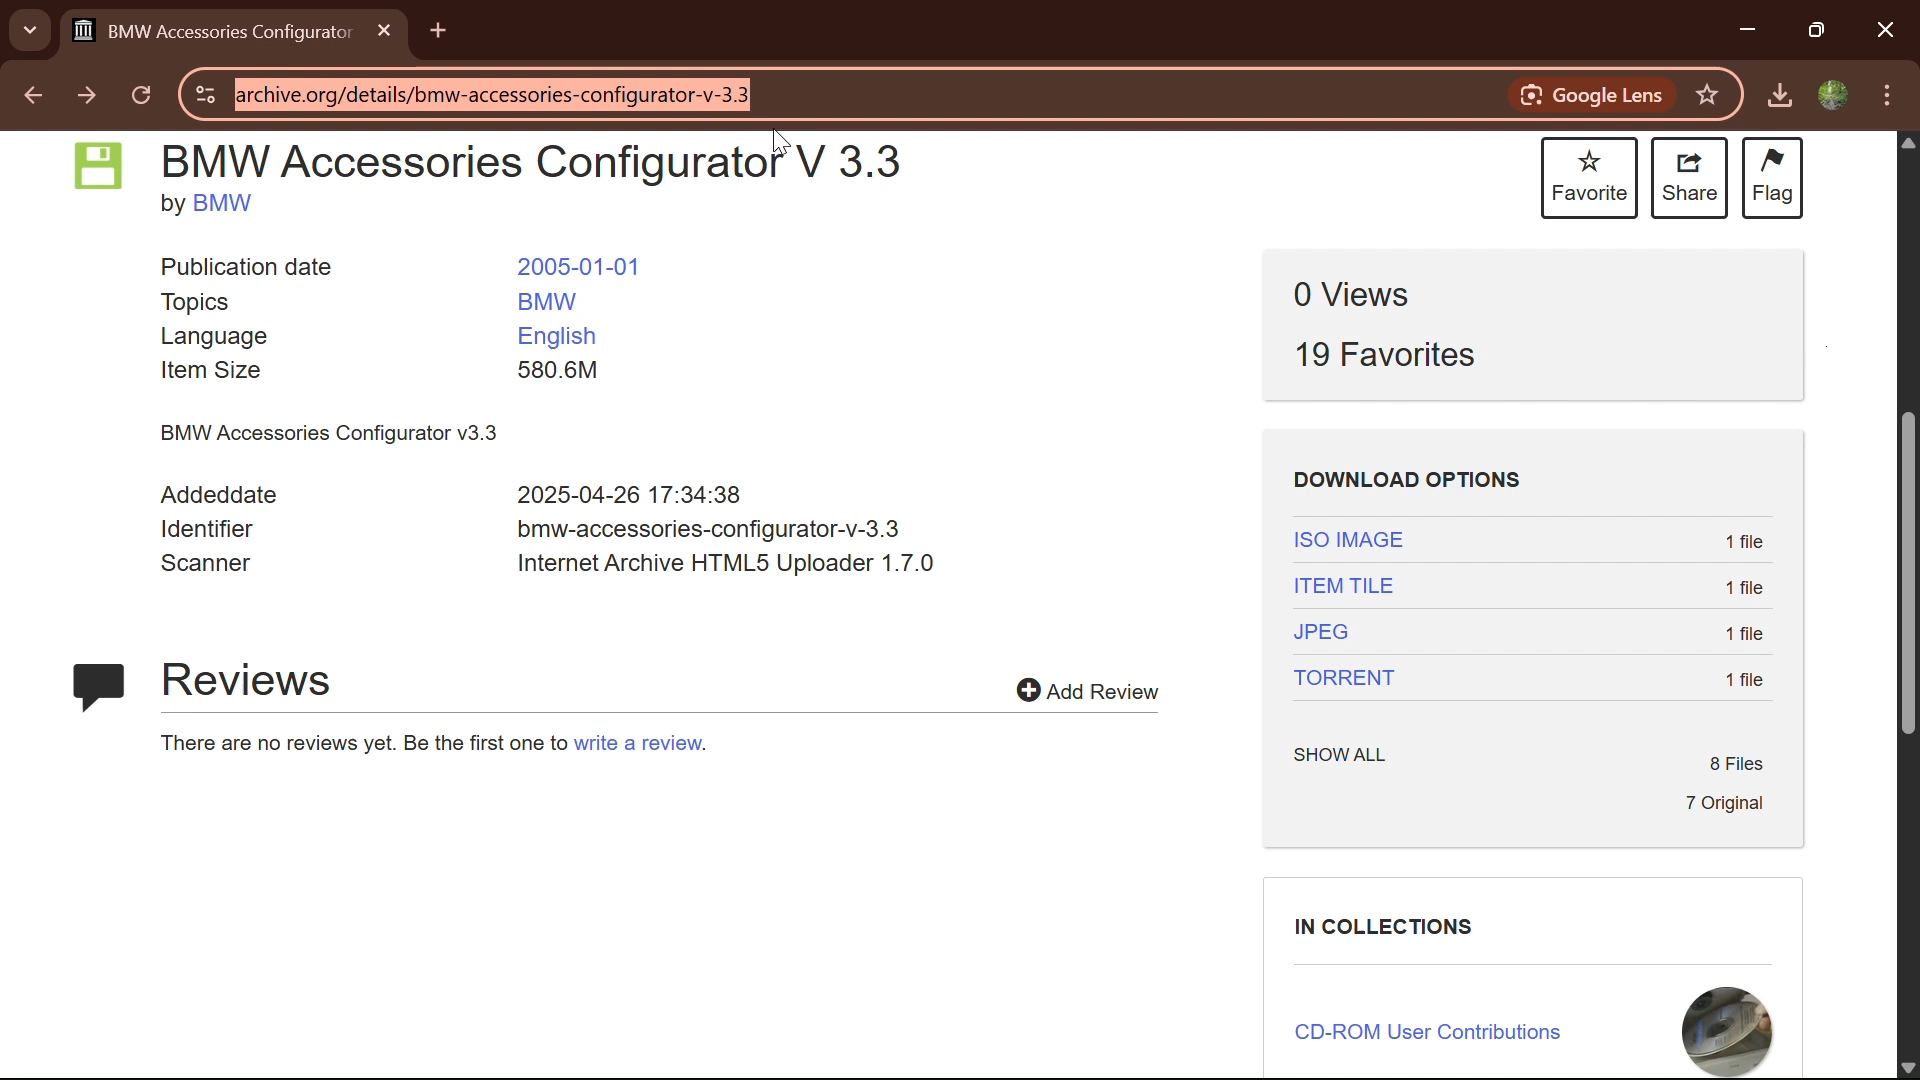 BMW Accessories Configurator
archive.org/details/bmw-accessories-configurator-v-3.3
Google Lens
BMW Accessories Configurator V 3.3
by BMW
Favorite
Share
Flag
Publication date 2005-01-01
Topics BMW
Language English
Item Size 580.6M
BMW Accessories Configurator v3.3
Addeddate 2025-04-26 17:34:38
Identifier bmw-accessories-configurator-v-3.3
Scanner Internet Archive HTML5 Uploader 1.7.0
Reviews
Add Review
There are no reviews yet. Be the first one to write a review.
0 Views
19 Favorites
DOWNLOAD OPTIONS
ISO IMAGE 1 file
ITEM TILE 1 file
JPEG 1 file
TORRENT 1 file
SHOW ALL 8 Files
7 Original
IN COLLECTIONS
CD-ROM User Contributions